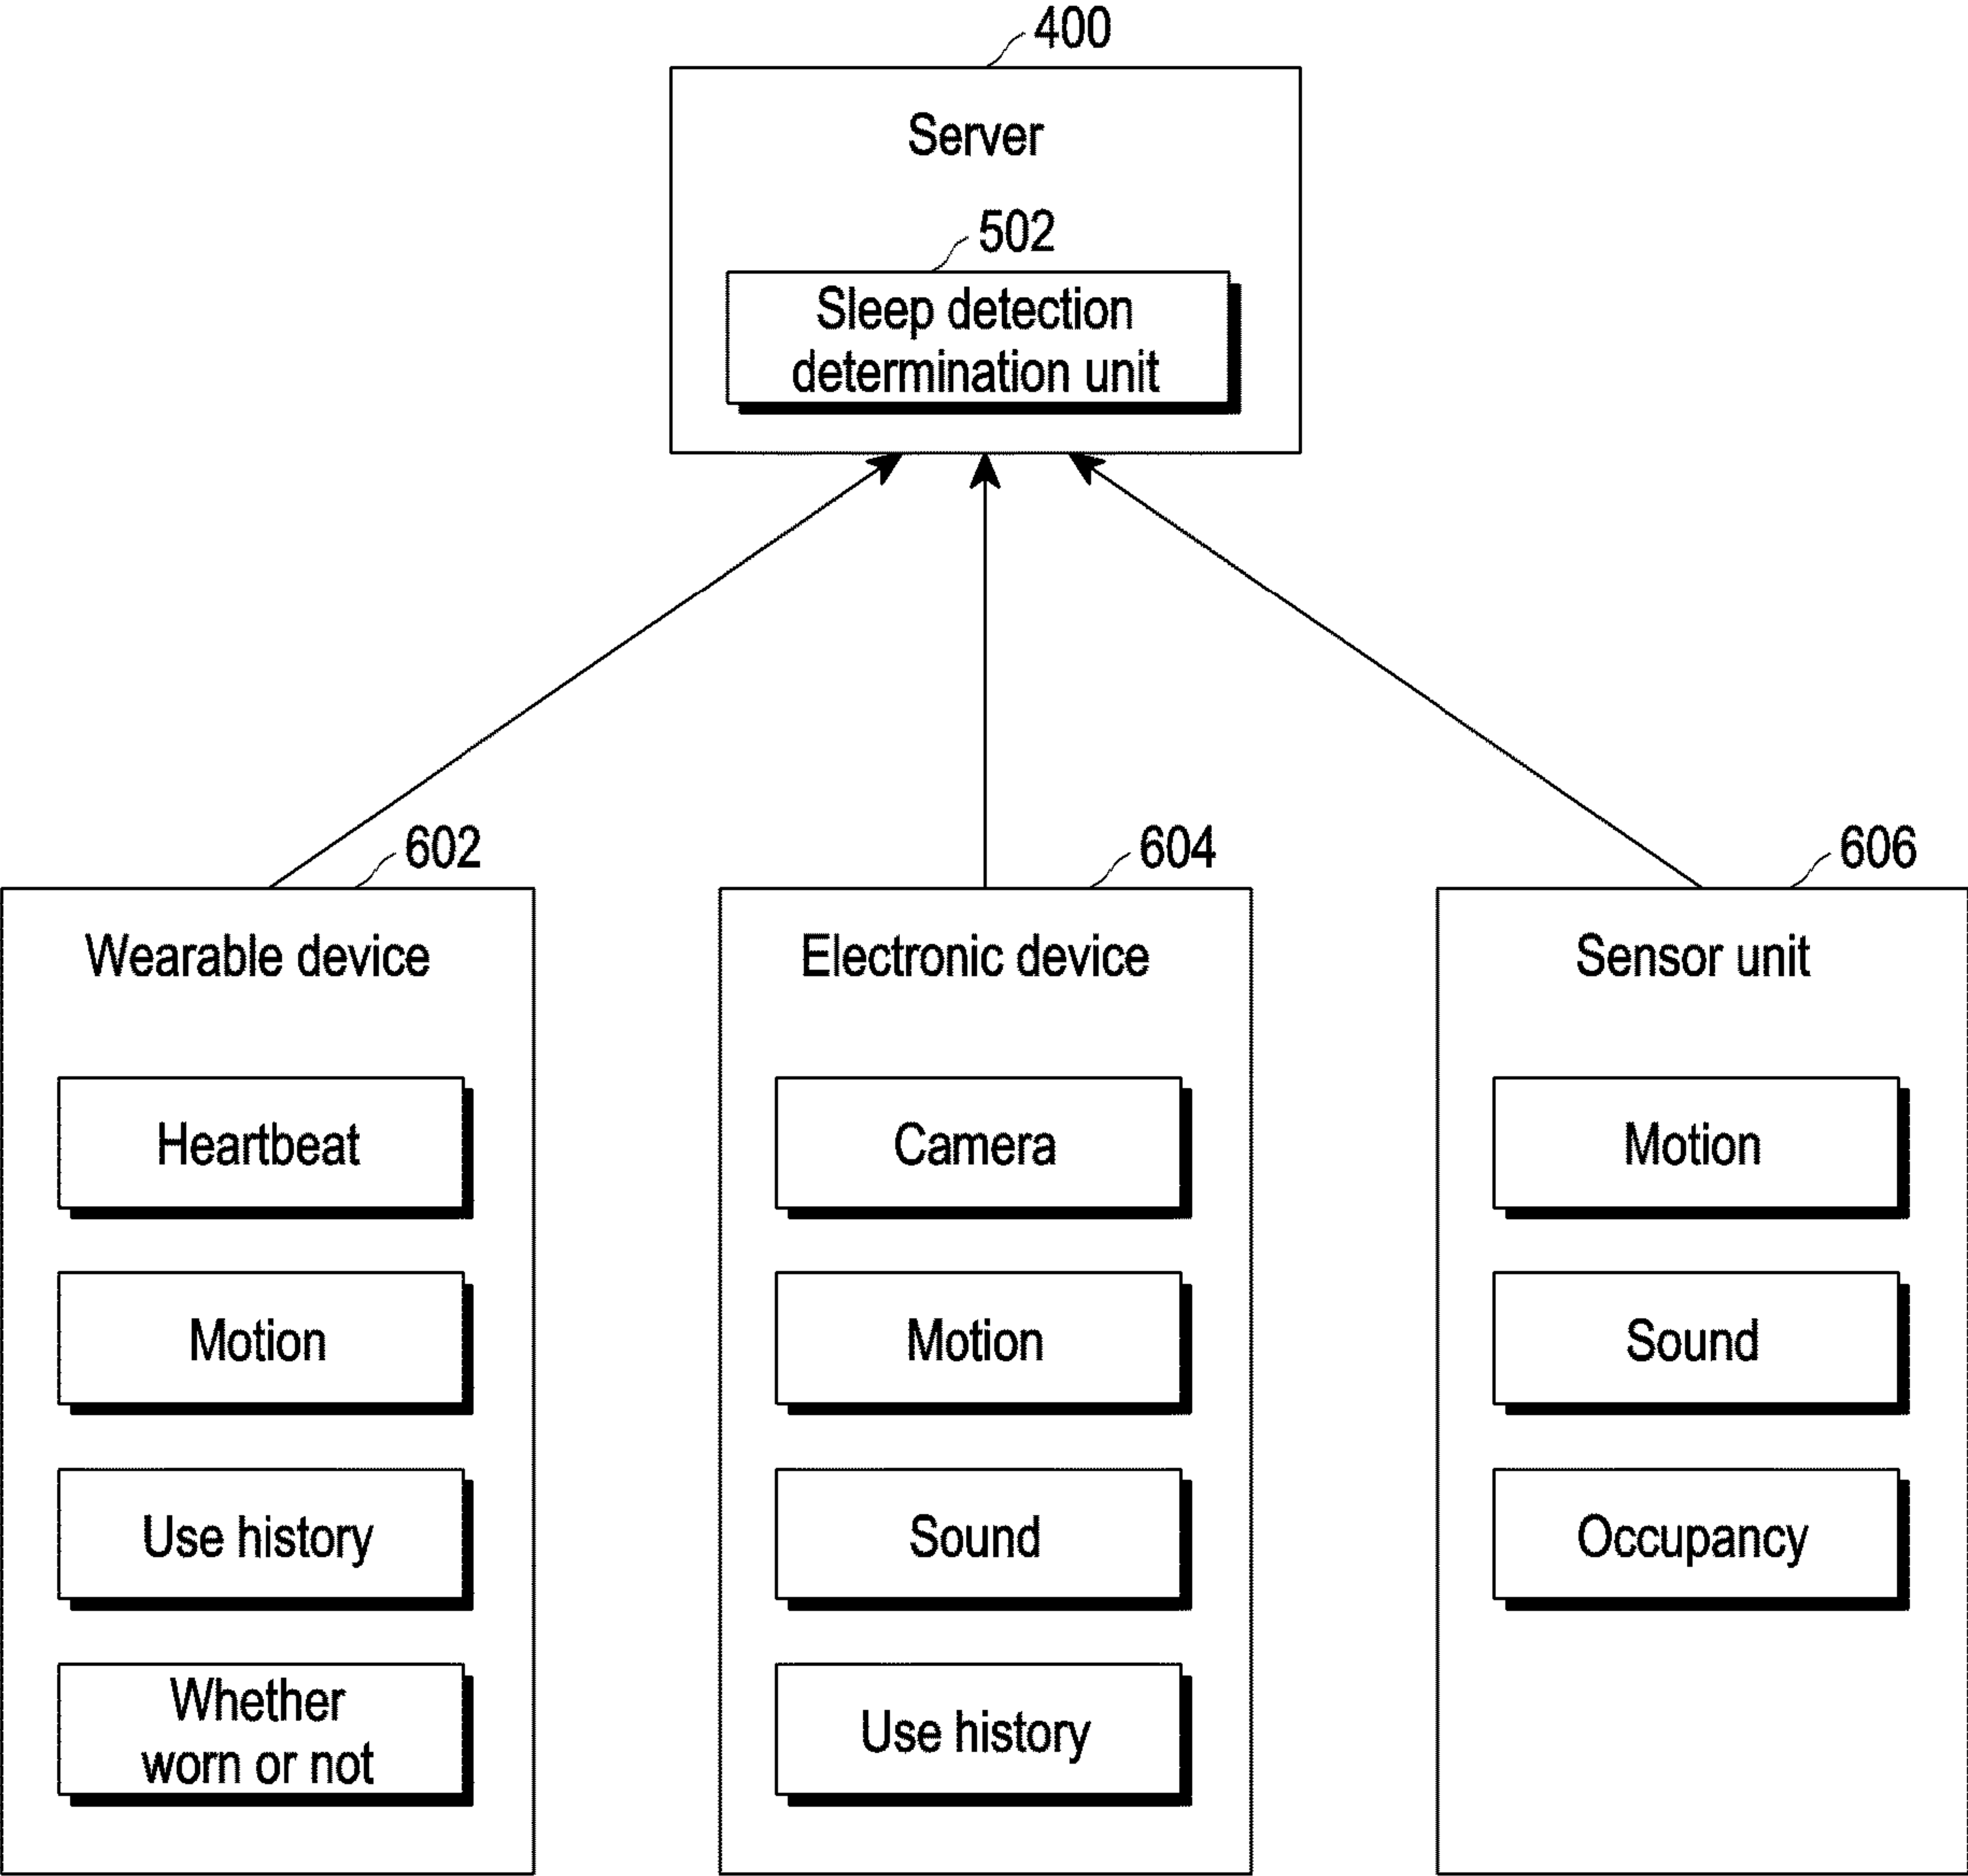 400
Server
502
Sleep detection
determination unit
602
604
606
Wearable device
Heartbeat
Motion
Use history
Whether
worn or not
Electronic device
Camera
Motion
Sound
Use history
Sensor unit
Motion
Sound
Occupancy